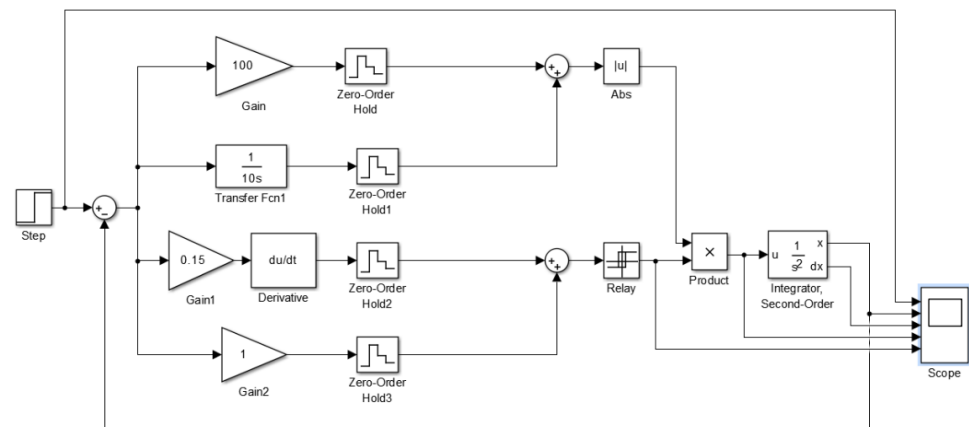 100
Gain
Zero-Order
Hold
+
+
|u|
Abs
1
10s
Transfer Fcn1
Zero-Order
Hold1
Step
+
−
0.15
Gain1
du/dt
Derivative
Zero-Order
Hold2
+
+
Relay
×
Product
u
1
s²
x
dx
Integrator,
Second-Order
1
Gain2
Zero-Order
Hold3
Scope